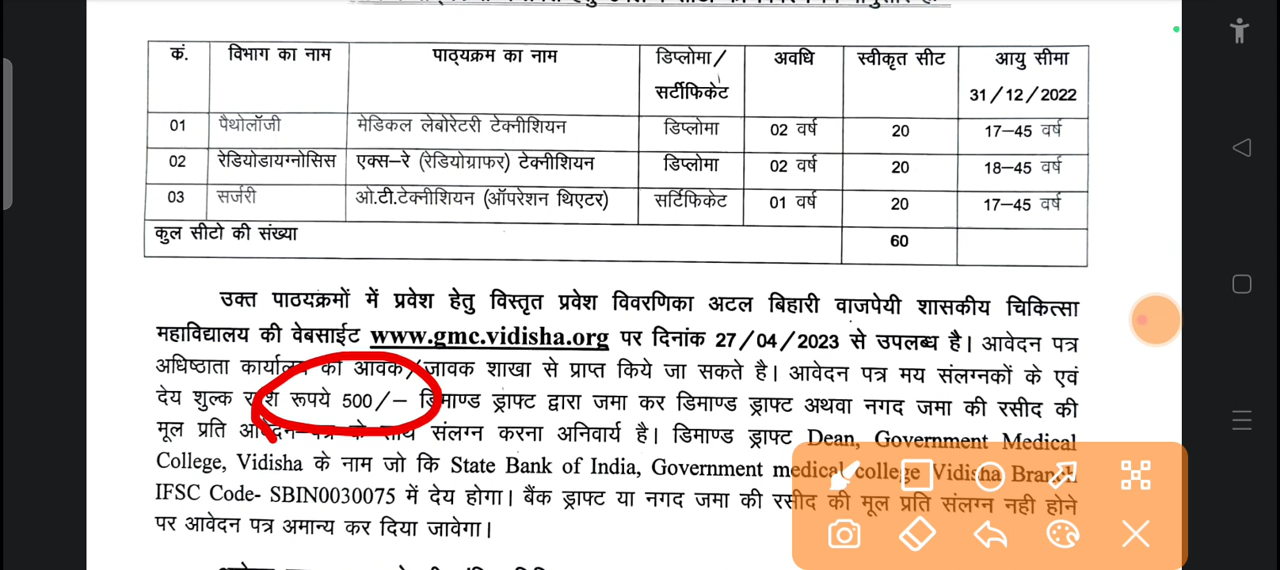 कं. विभाग का नाम पाठ्यक्रम का नाम डिप्लोमा/ सर्टीफिकेट अवधि स्वीकृत सीट आयु सीमा 31/12/2022
01 पैथोलॉजी मेडिकल लेबोरेटरी टेक्नीशियन डिप्लोमा 02 वर्ष 20 17–45 वर्ष
02 रेडियोडायग्नोसिस एक्स–रे (रेडियोग्राफर) टेक्नीशियन डिप्लोमा 02 वर्ष 20 18–45 वर्ष
03 सर्जरी ओ.टी.टेक्नीशियन (ऑपरेशन थिएटर) सर्टिफिकेट 01 वर्ष 20 17–45 वर्ष
कुल सीटो की संख्या 60
उक्त पाठयक्रमों में प्रवेश हेतु विस्तृत प्रवेश विवरणिका अटल बिहारी वाजपेयी शासकीय चिकित्सा
महाविद्यालय की वेबसाईट www.gmc.vidisha.org पर दिनांक 27/04/2023 से उपलब्ध है। आवेदन पत्र
अधिष्ठाता कार्यालय की आवक/जावक शाखा से प्राप्त किये जा सकते है। आवेदन पत्र मय संलग्नकों के एवं
देय शुल्क रूपये 500/– डिमाण्ड ड्राफ्ट द्वारा जमा कर डिमाण्ड ड्राफ्ट अथवा नगद जमा की रसीद की
मूल प्रति आवेदन–पत्र के साथ संलग्न करना अनिवार्य है। डिमाण्ड ड्राफ्ट Dean, Government Medical
College, Vidisha के नाम जो कि State Bank of India, Government medical college Vidisha Branch
IFSC Code- SBIN0030075 में देय होगा। बैंक ड्राफ्ट या नगद जमा की रसीद की मूल प्रति संलग्न नही होने
पर आवेदन पत्र अमान्य कर दिया जावेगा।